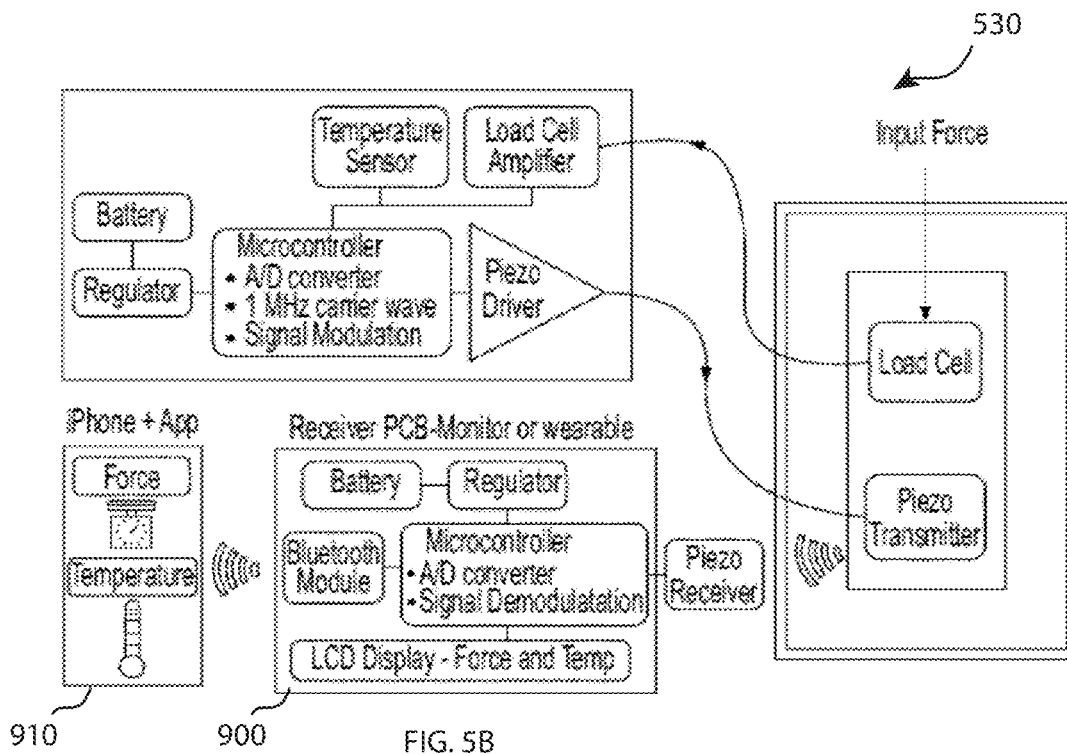 530
Input Force
Temperature
Sensor
Load Cell
Amplifier
Battery
Regulator
Microcontroller
• A/D converter
• 1 MHz carrier wave
• Signal Modulation
Piezo
Driver
Load Cell
Piezo
Transmitter
iPhone + App
Force
Temperature
Receiver PCB-Monitor or wearable
Battery
Regulator
Bluetooth
Module
Microcontroller
• A/D converter
• Signal Demodulatation
Piezo
Receiver
LCD Display - Force and Temp
910
900
FIG. 5B